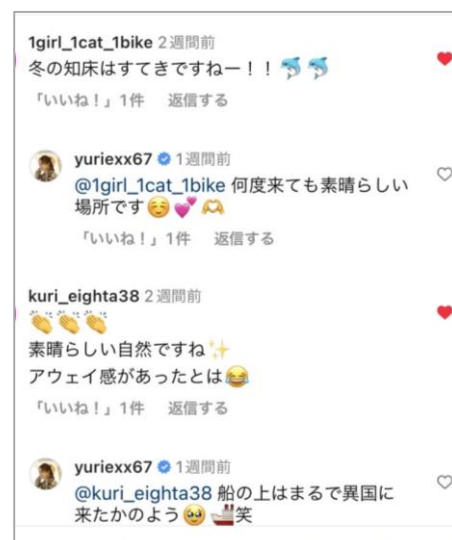 1girl_1cat_1bike 2週間前
冬の知床はすてきですねー！！🐬🐬
「いいね！」1件 返信する
yuriexx67 1週間前
@1girl_1cat_1bike 何度来ても素晴らしい
場所です☺️💕🫶
「いいね！」1件 返信する
kuri_eighta38 2週間前
👏👏👏
素晴らしい自然ですね✨
アウェイ感があったとは😂
「いいね！」1件 返信する
yuriexx67 1週間前
@kuri_eighta38 船の上はまるで異国に
来たかのよう🥹🚢笑